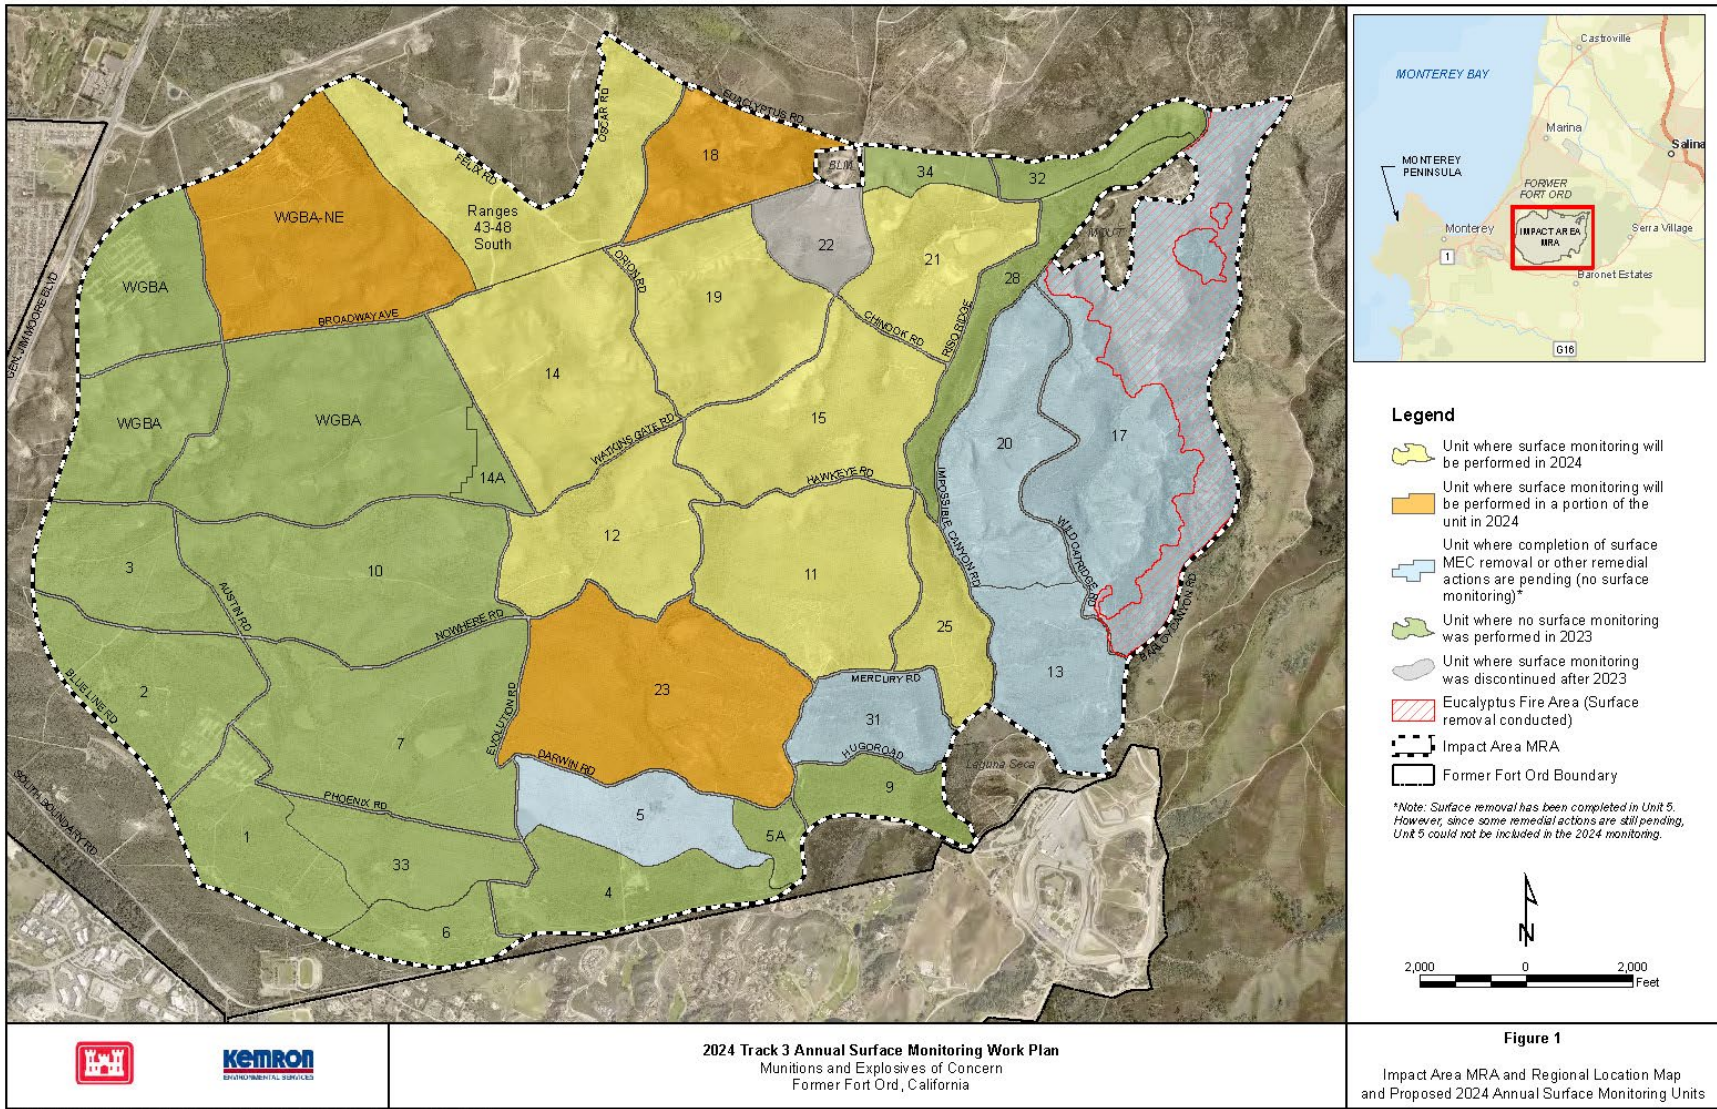 GEN. JIM MOORE BLVD
SOUTH BOUNDARY RD
BLUE LINE RD
FELIX RD
OSCAR RD
EUCALYPTUS RD
BLM
18
WGBA-NE
Ranges
43-48
South
34
32
MOUT
22
21
28
WGBA
BROADWAY AVE
ORION RD
19
CHINOOK RD
RISO RIDGE
14
15
WGBA
WGBA
WATKINS GATE RD
20
17
14A
HAWKEYE RD
IMPOSSIBLE CANYON RD
WILDCAT RIDGE RD
12
3
10
11
AUSTIN RD
NOWHERE RD
25
BARLOY CANYON RD
2
23
MERCURY RD
13
EVOLUTION RD
31
7
DARWIN RD
HUGO ROAD
Laguna Seca
9
PHOENIX RD
5
5A
1
33
4
6
Castroville
MONTEREY BAY
Marina
Salina
MONTEREY
PENINSULA
FORMER
FORT ORD
Monterey
IMPACT AREA
MRA
Serra Village
1
Baronet Estates
G16
Legend
Unit where surface monitoring will
be performed in 2024
Unit where surface monitoring will
be performed in a portion of the
unit in 2024
Unit where completion of surface
MEC removal or other remedial
actions are pending (no surface
monitoring)*
Unit where no surface monitoring
was performed in 2023
Unit where surface monitoring
was discontinued after 2023
Eucalyptus Fire Area (Surface
removal conducted)
Impact Area MRA
Former Fort Ord Boundary
*Note: Surface removal has been completed in Unit 5.
However, since some remedial actions are still pending,
Unit 5 could not be included in the 2024 monitoring.
N
2,000 0 2,000
Feet
KEMRON
ENVIRONMENTAL SERVICES
2024 Track 3 Annual Surface Monitoring Work Plan
Munitions and Explosives of Concern
Former Fort Ord, California
Figure 1
Impact Area MRA and Regional Location Map
and Proposed 2024 Annual Surface Monitoring Units